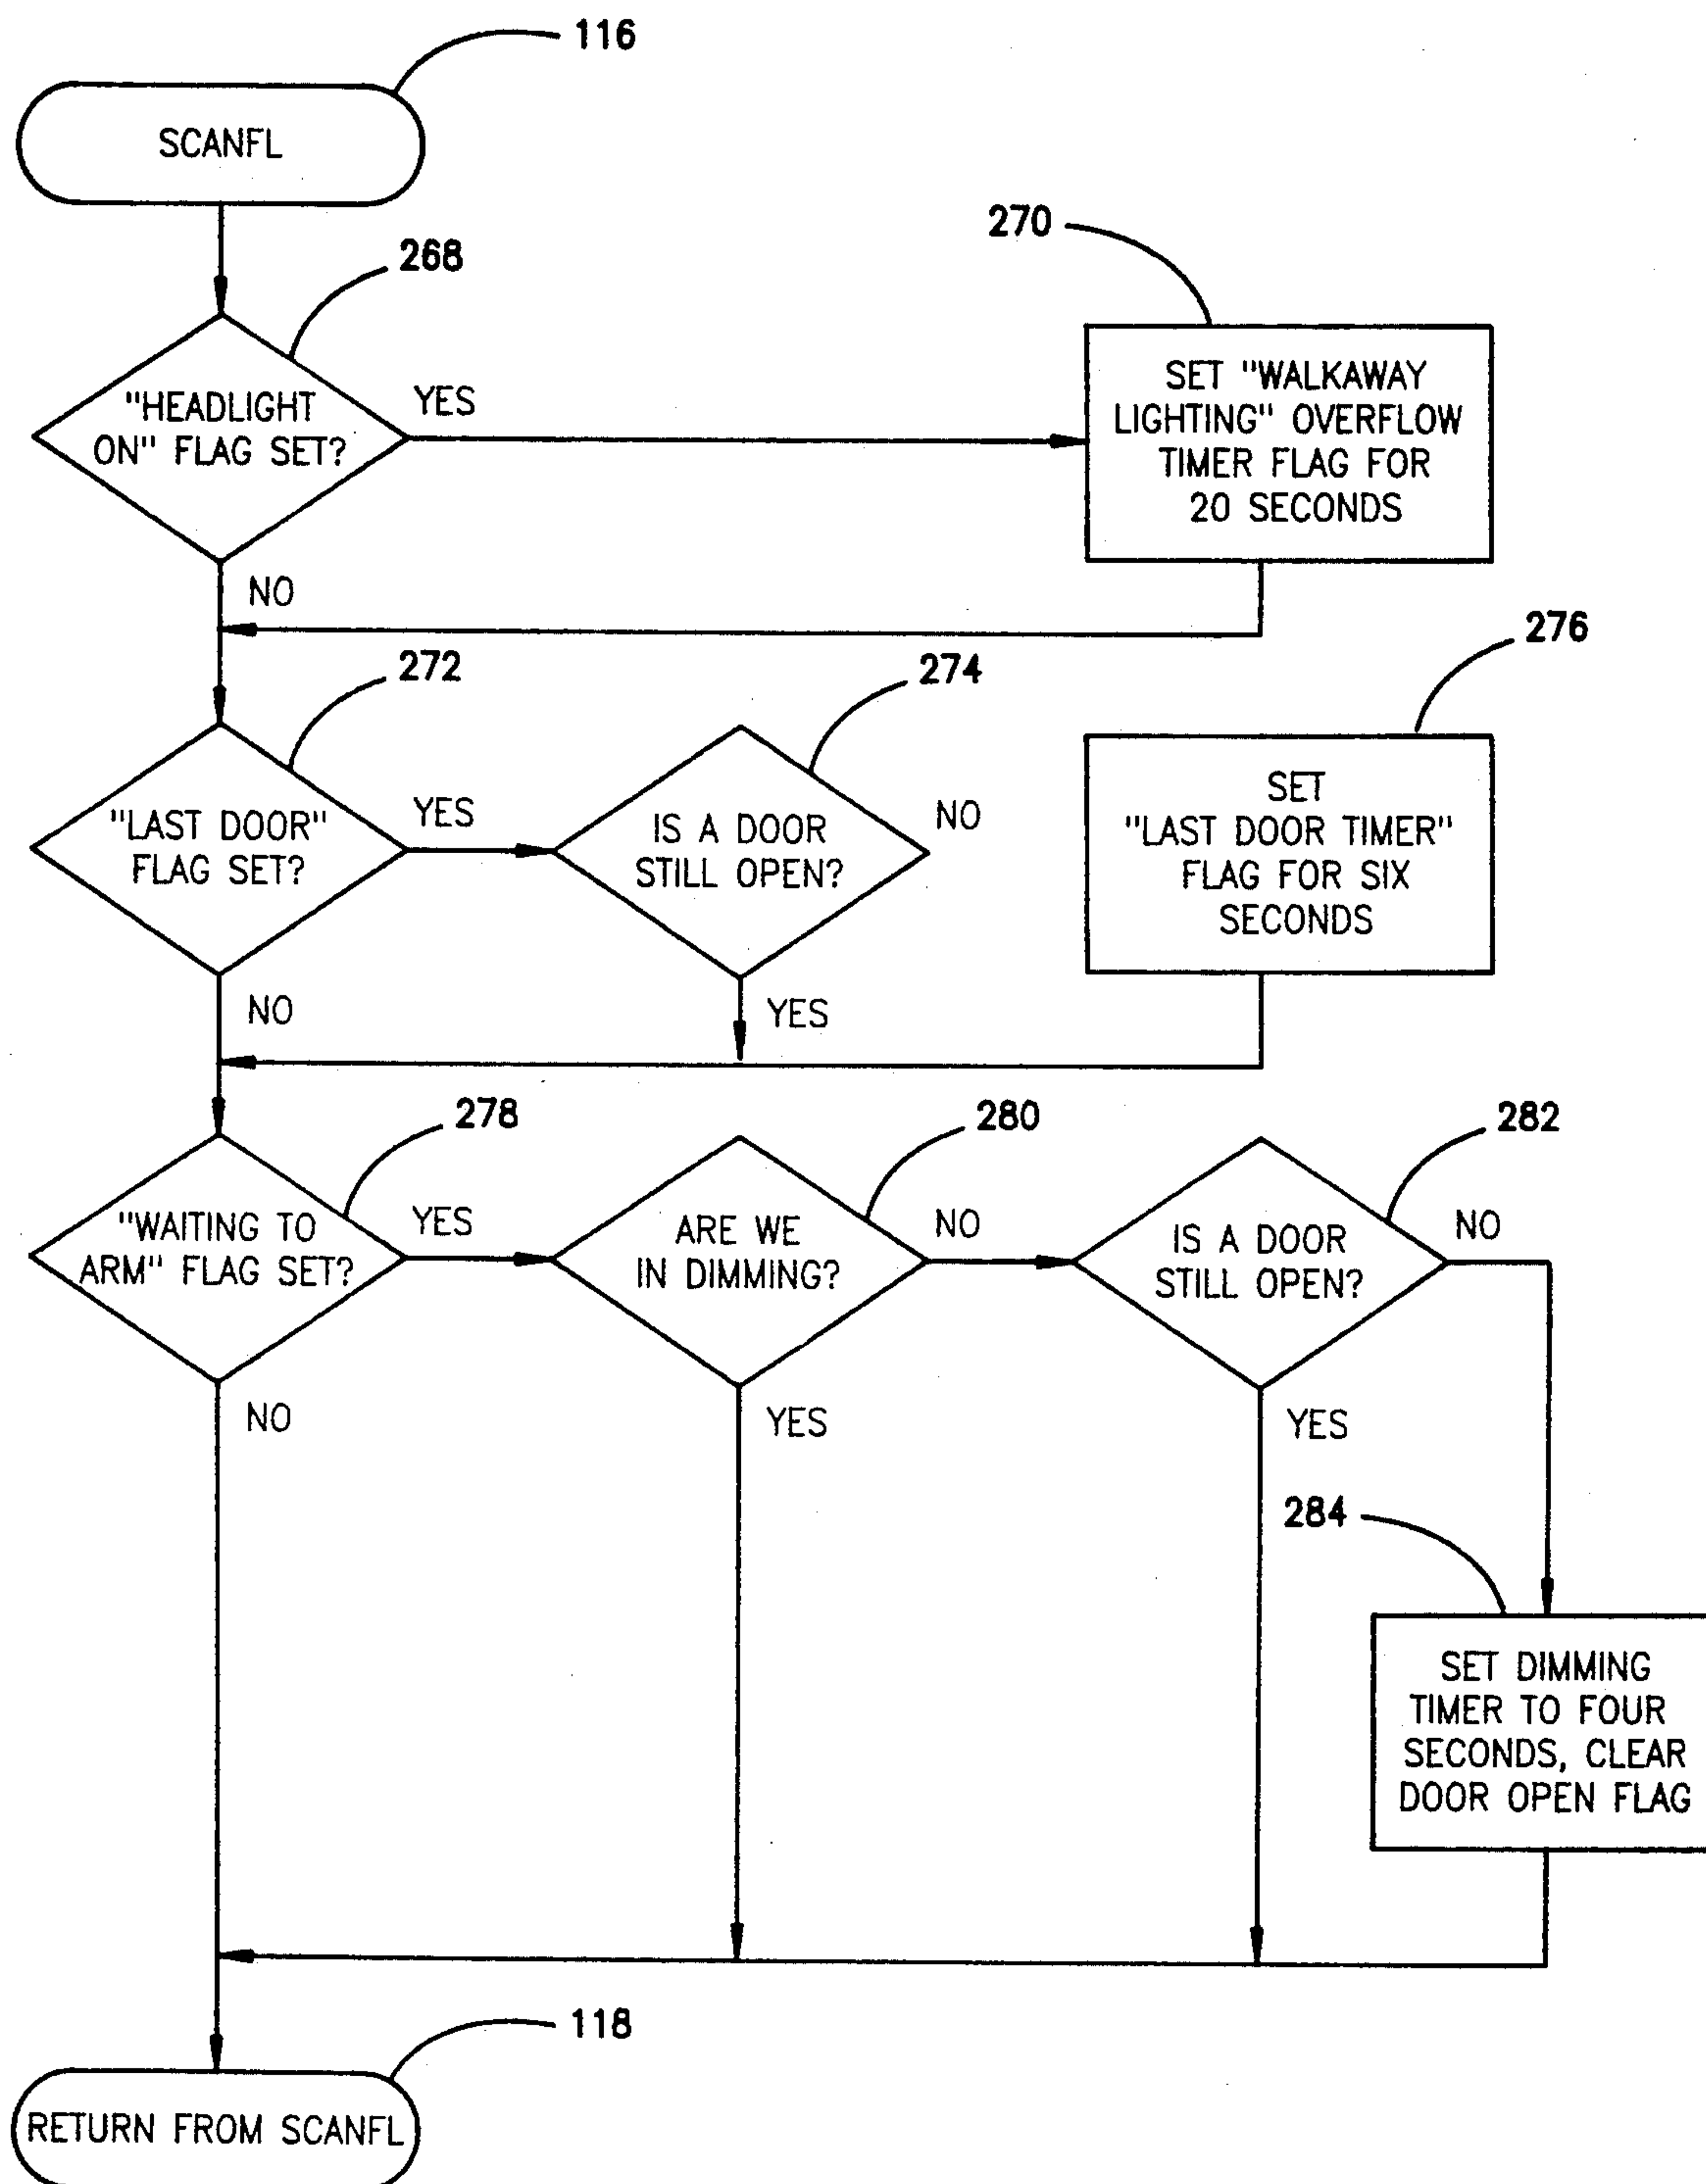 116
SCANFL
268
270
"HEADLIGHT
ON" FLAG SET?
YES
NO
SET "WALKAWAY
LIGHTING" OVERFLOW
TIMER FLAG FOR
20 SECONDS
272
274
276
"LAST DOOR"
FLAG SET?
YES
NO
IS A DOOR
STILL OPEN?
NO
YES
SET
"LAST DOOR TIMER"
FLAG FOR SIX
SECONDS
278
280
282
"WAITING TO
ARM" FLAG SET?
YES
NO
ARE WE
IN DIMMING?
NO
YES
IS A DOOR
STILL OPEN?
NO
YES
284
SET DIMMING
TIMER TO FOUR
SECONDS, CLEAR
DOOR OPEN FLAG
118
RETURN FROM SCANFL